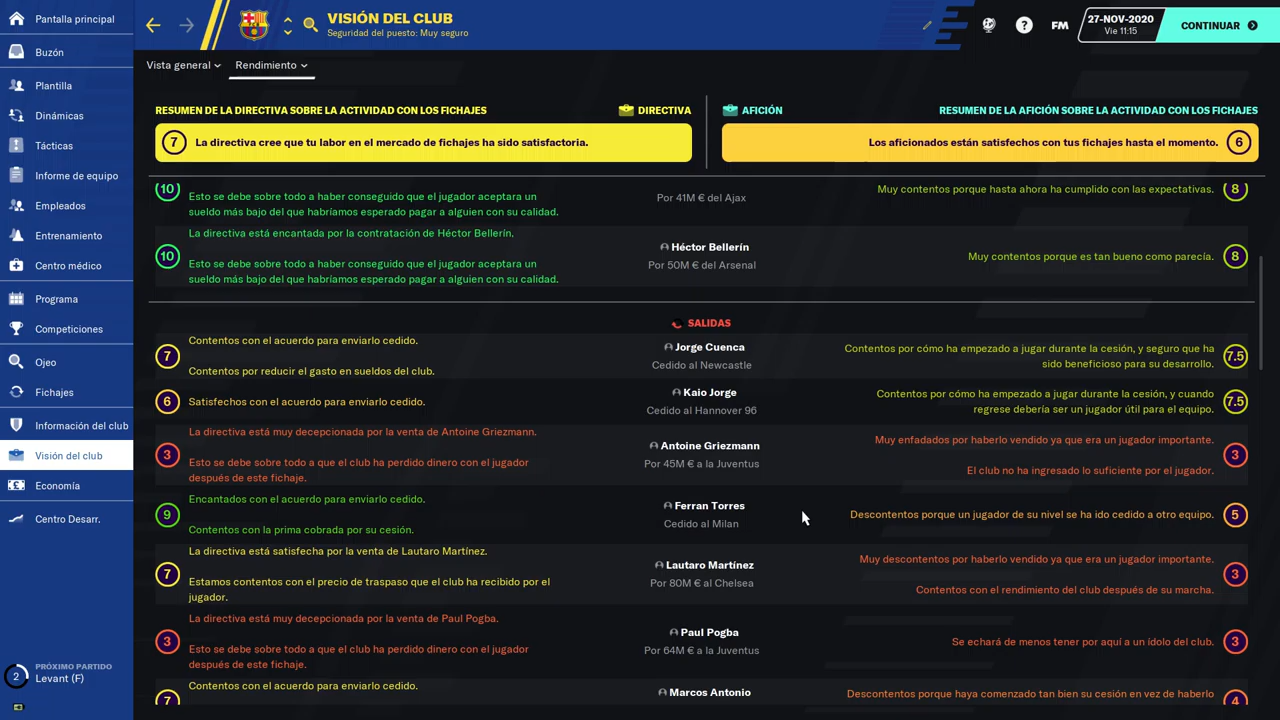 Pantalla principal
Buzón
Plantilla
Dinámicas
Tácticas
Informe de equipo
Empleados
Entrenamiento
Centro médico
Programa
Competiciones
Ojeo
Fichajes
Información del club
Visión del club
Economía
Centro Desarr.
2
PRÓXIMO PARTIDO
Levant (F)
VISIÓN DEL CLUB
Seguridad del puesto: Muy seguro
?
FM
27-NOV-2020
Vie 11:15
CONTINUAR
Vista general
Rendimiento
RESUMEN DE LA DIRECTIVA SOBRE LA ACTIVIDAD CON LOS FICHAJES
DIRECTIVA
AFICIÓN
RESUMEN DE LA AFICIÓN SOBRE LA ACTIVIDAD CON LOS FICHAJES
7 La directiva cree que tu labor en el mercado de fichajes ha sido satisfactoria.
Los aficionados están satisfechos con tus fichajes hasta el momento. 6
10
Esto se debe sobre todo a haber conseguido que el jugador aceptara un
sueldo más bajo del que habríamos esperado pagar a alguien con su calidad.
Por 41M € del Ajax
Muy contentos porque hasta ahora ha cumplido con las expectativas. 8
10
La directiva está encantada por la contratación de Héctor Bellerín.
Esto se debe sobre todo a haber conseguido que el jugador aceptara un
sueldo más bajo del que habríamos esperado pagar a alguien con su calidad.
Héctor Bellerín
Por 50M € del Arsenal
Muy contentos porque es tan bueno como parecía. 8
SALIDAS
7
Contentos con el acuerdo para enviarlo cedido.
Contentos por reducir el gasto en sueldos del club.
Jorge Cuenca
Cedido al Newcastle
Contentos por cómo ha empezado a jugar durante la cesión, y seguro que ha
sido beneficioso para su desarrollo.
7.5
6
Satisfechos con el acuerdo para enviarlo cedido.
Kaio Jorge
Cedido al Hannover 96
Contentos por cómo ha empezado a jugar durante la cesión, y cuando
regrese debería ser un jugador útil para el equipo.
7.5
3
La directiva está muy decepcionada por la venta de Antoine Griezmann.
Esto se debe sobre todo a que el club ha perdido dinero con el jugador
después de este fichaje.
Antoine Griezmann
Por 45M € a la Juventus
Muy enfadados por haberlo vendido ya que era un jugador importante.
El club no ha ingresado lo suficiente por el jugador.
3
9
Encantados con el acuerdo para enviarlo cedido.
Contentos con la prima cobrada por su cesión.
Ferran Torres
Cedido al Milan
Descontentos porque un jugador de su nivel se ha ido cedido a otro equipo. 5
7
La directiva está satisfecha por la venta de Lautaro Martínez.
Estamos contentos con el precio de traspaso que el club ha recibido por el
jugador.
Lautaro Martínez
Por 80M € al Chelsea
Muy descontentos por haberlo vendido ya que era un jugador importante.
Contentos con el rendimiento del club después de su marcha.
3
3
La directiva está muy decepcionada por la venta de Paul Pogba.
Esto se debe sobre todo a que el club ha perdido dinero con el jugador
después de este fichaje.
Paul Pogba
Por 64M € a la Juventus
Se echará de menos tener por aquí a un ídolo del club. 3
7
Contentos con el acuerdo para enviarlo cedido.
Marcos Antonio
Descontentos porque haya comenzado tan bien su cesión en vez de haberlo
4